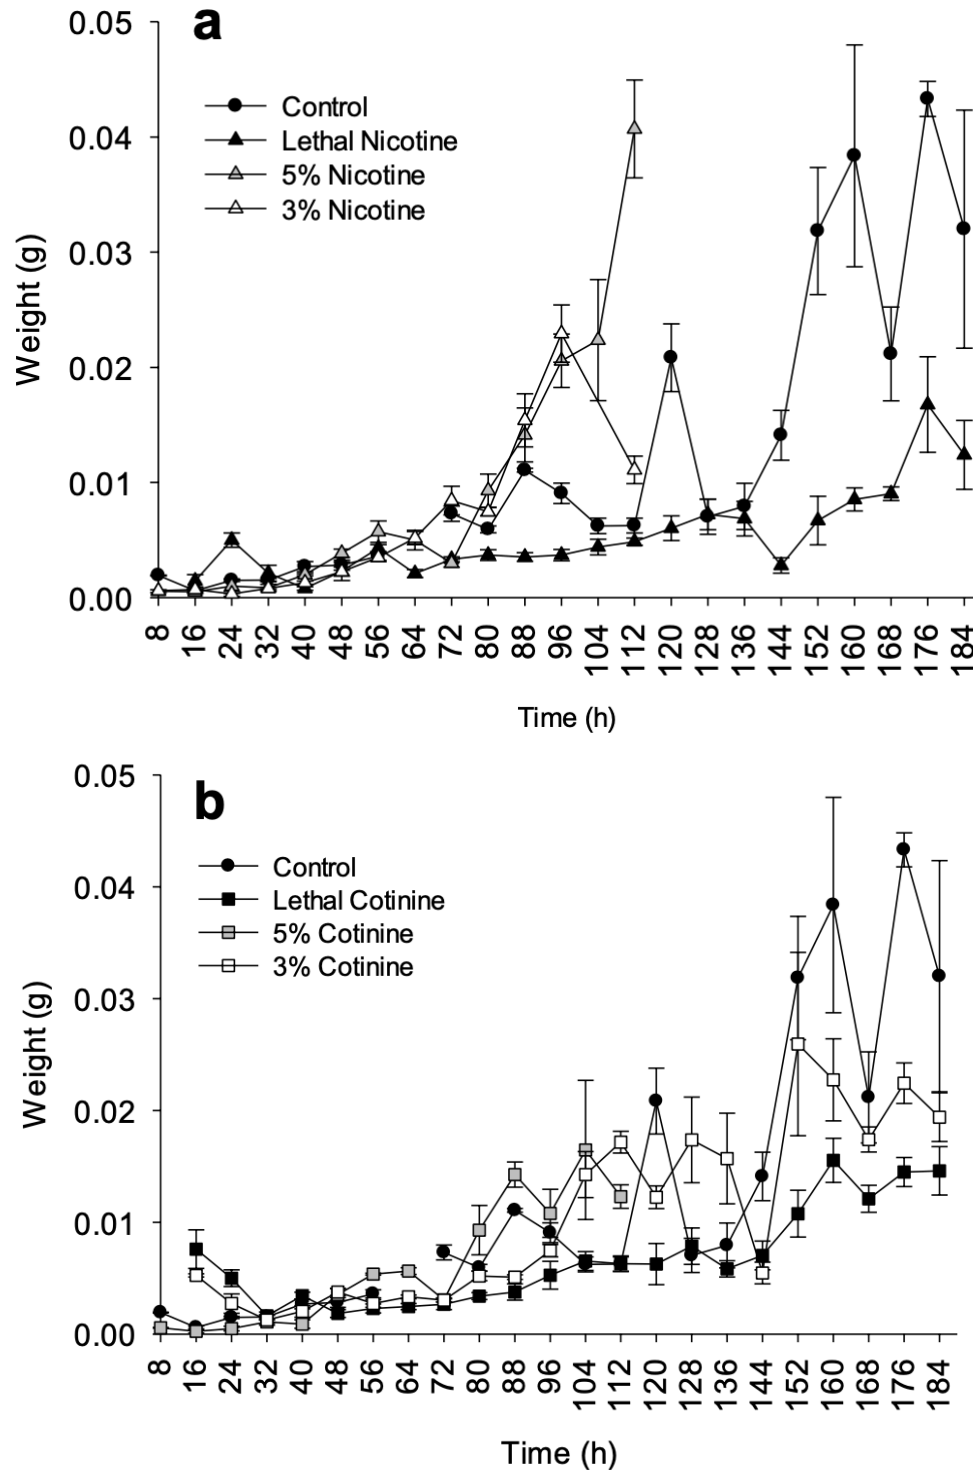 a
0.05
0.04
0.03
0.02
0.01
0.00
Weight (g)
Control
Lethal Nicotine
5% Nicotine
3% Nicotine
8 16 24 32 40 48 56 64 72 80 88 96 104 112 120 128 136 144 152 160 168 176 184
Time (h)
b
0.05
0.04
0.03
0.02
0.01
0.00
Weight (g)
Control
Lethal Cotinine
5% Cotinine
3% Cotinine
8 16 24 32 40 48 56 64 72 80 88 96 104 112 120 128 136 144 152 160 168 176 184
Time (h)